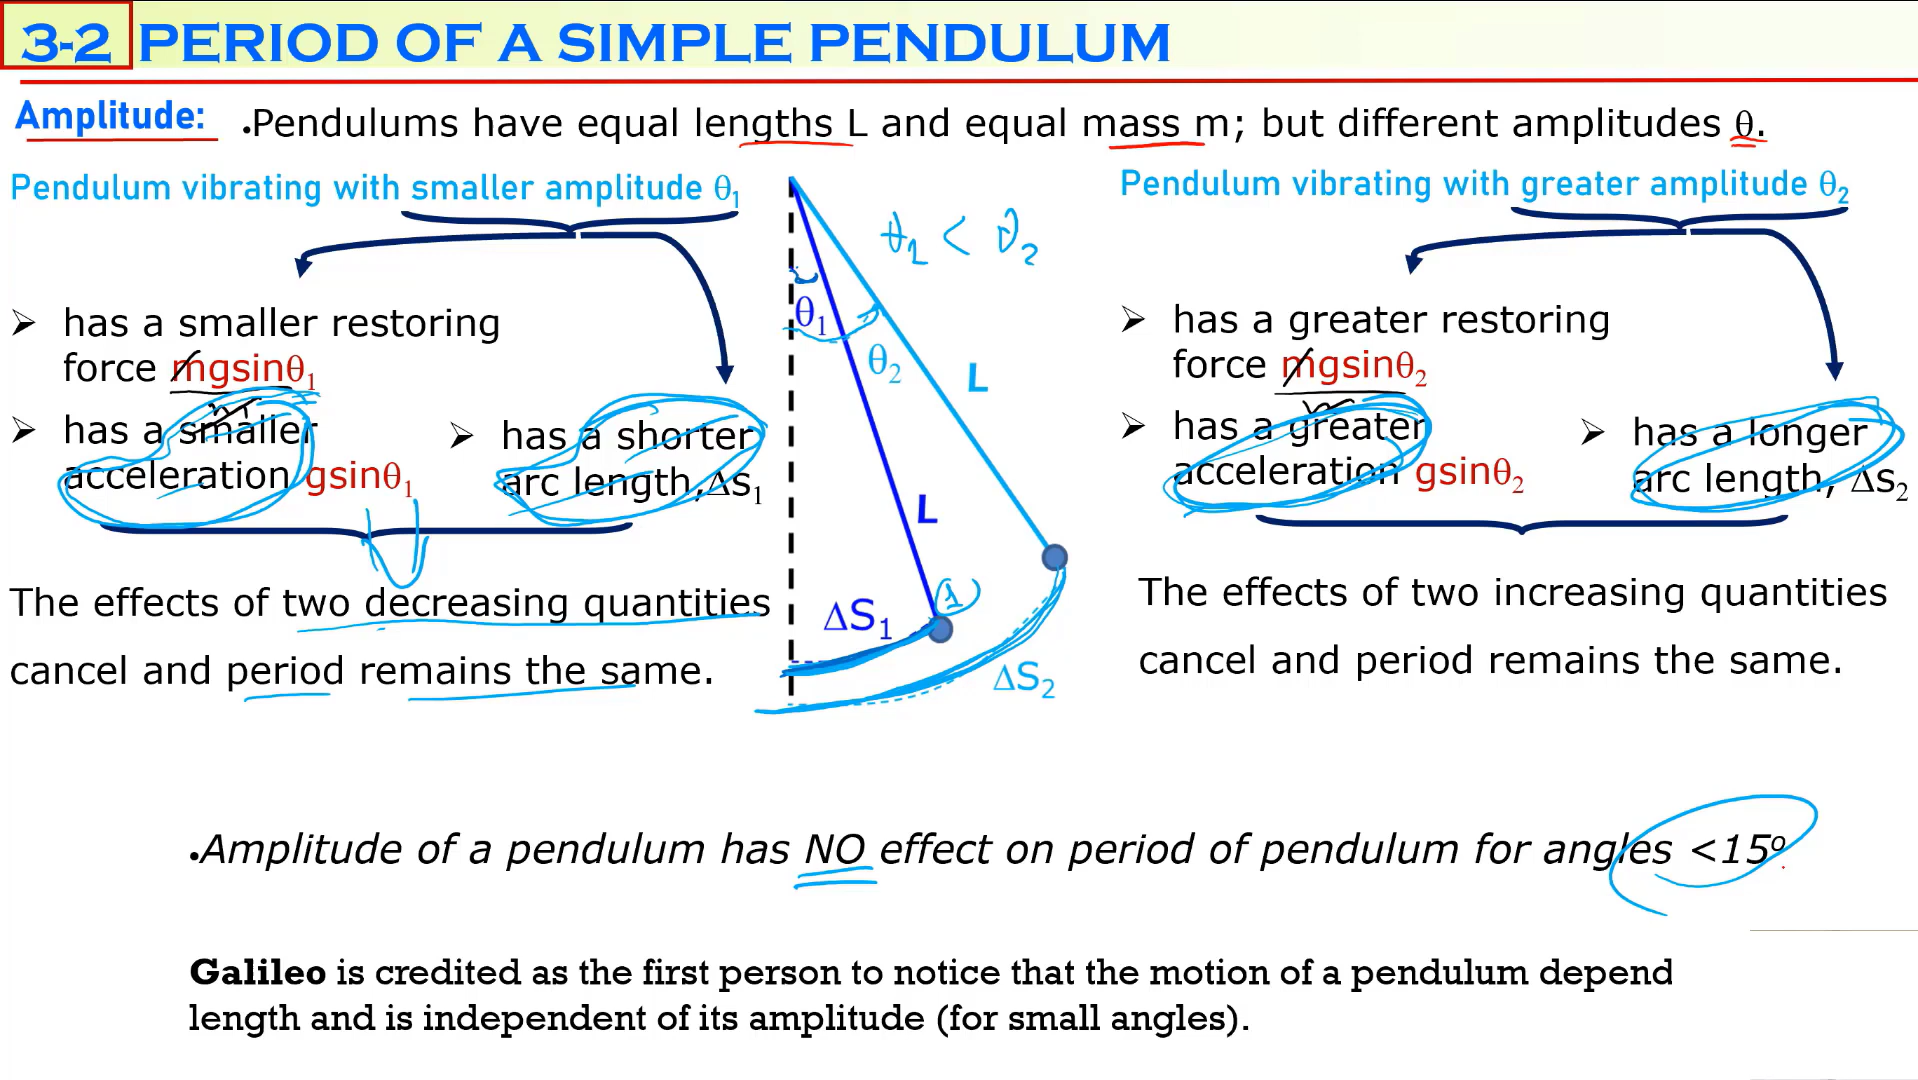 3-2 PERIOD OF A SIMPLE PENDULUM
Amplitude: •Pendulums have equal lengths L and equal mass m; but different amplitudes θ.
Pendulum vibrating with smaller amplitude θ1
➢ has a smaller restoring
force mgsinθ1
m
➢ has a smaller
acceleration gsinθ1
➢ has a shorter
arc length,Δs1
The effects of two decreasing quantities
cancel and period remains the same.
θ1 < θ2
θ1
θ2
L
L
1
ΔS1
ΔS2
Pendulum vibrating with greater amplitude θ2
➢ has a greater restoring
force mgsinθ2
m
➢ has a greater
acceleration gsinθ2
➢ has a longer
arc length, Δs2
The effects of two increasing quantities
cancel and period remains the same.
•Amplitude of a pendulum has NO effect on period of pendulum for angles <15º
Galileo is credited as the first person to notice that the motion of a pendulum depend
length and is independent of its amplitude (for small angles).